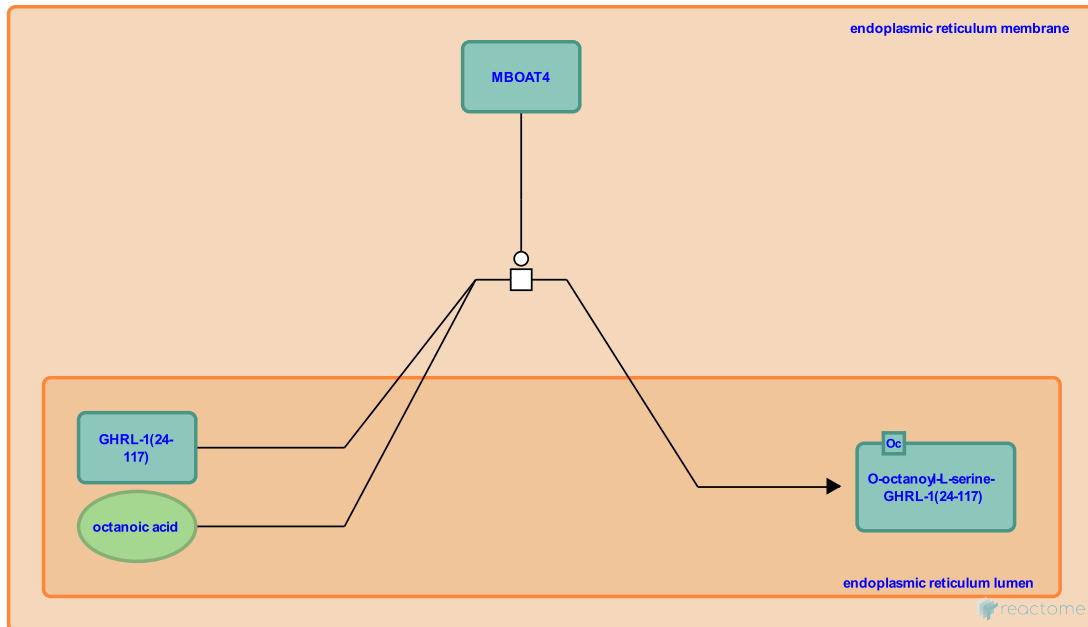 endoplasmic reticulum membrane
MBOAT4
GHRL-1(24-
117)
octanoic acid
Oc
O-octanoyl-L-serine-
GHRL-1(24-117)
endoplasmic reticulum lumen
reactome